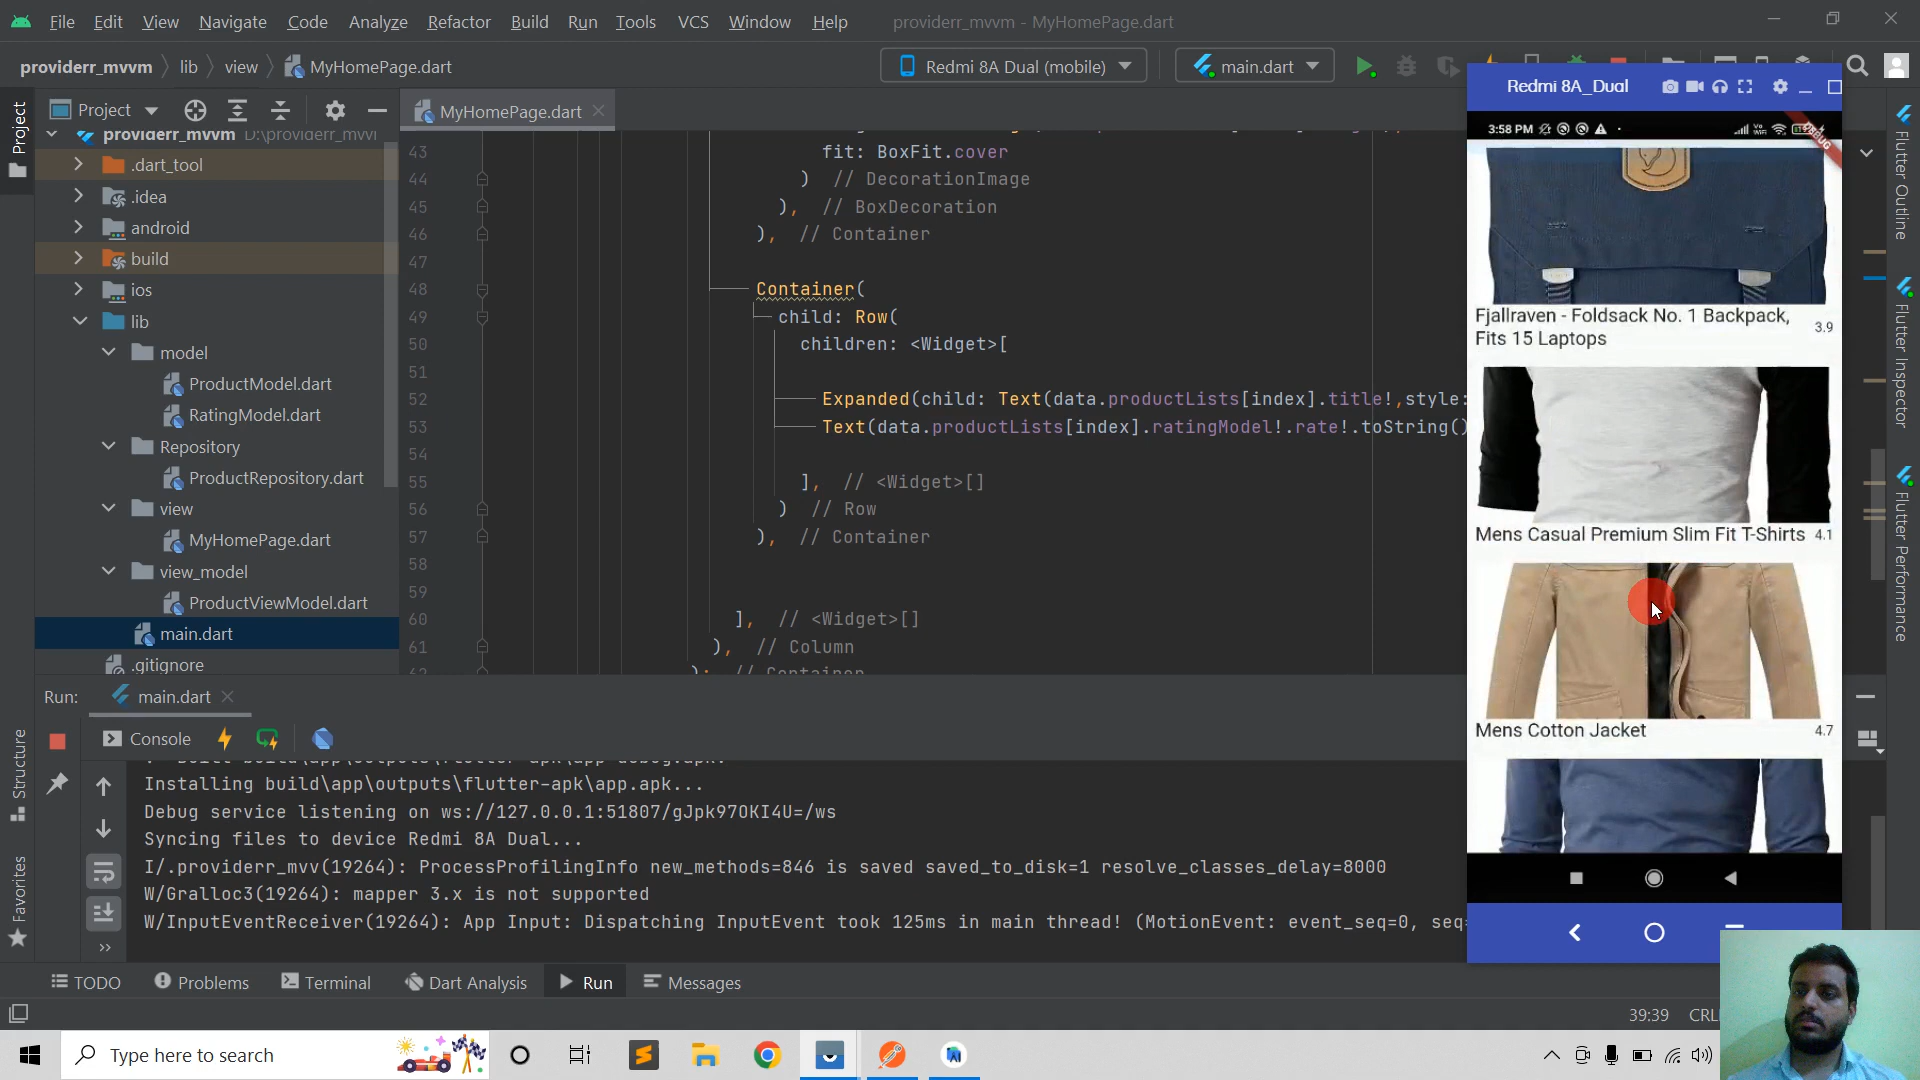 File Edit View Navigate Code Analyze Refactor Build Run Tools VCS Window Help providerr_mvvm - MyHomePage.dart
providerr_mvvm lib view MyHomePage.dart Redmi 8A Dual (mobile) main.dart
Project MyHomePage.dart
providerr_mvvm D:\providerr_mvvm
.dart_tool
.idea
android
build
ios
lib
model
ProductModel.dart
RatingModel.dart
Repository
ProductRepository.dart
view
MyHomePage.dart
view_model
ProductViewModel.dart
main.dart
.gitignore
Project
Structure
Favorites
43 fit: BoxFit.cover
44 ) // DecorationImage
45 ), // BoxDecoration
46 ), // Container
47
48 Container(
49 child: Row(
50 children: <Widget>[
51
52 Expanded(child: Text(data.productLists[index].title!,style:
53 Text(data.productLists[index].ratingModel!.rate!.toString()
54
55 ], // <Widget>[]
56 ) // Row
57 ), // Container
58
59
60 ], // <Widget>[]
61 ), // Column
62 ); // Container
Redmi 8A_Dual
3:58 PM
DEBUG
Fjallraven - Foldsack No. 1 Backpack,
Fits 15 Laptops 3.9
Mens Casual Premium Slim Fit T-Shirts 4.1
Mens Cotton Jacket 4.7
Flutter Outline
Flutter Inspector
Flutter Performance
Run: main.dart
Console
Installing build\app\outputs\flutter-apk\app.apk...
Debug service listening on ws://127.0.0.1:51807/gJpk97OKI4U=/ws
Syncing files to device Redmi 8A Dual...
I/.providerr_mvv(19264): ProcessProfilingInfo new_methods=846 is saved saved_to_disk=1 resolve_classes_delay=8000
W/Gralloc3(19264): mapper 3.x is not supported
W/InputEventReceiver(19264): App Input: Dispatching InputEvent took 125ms in main thread! (MotionEvent: event_seq=0, seq=
TODO Problems Terminal Dart Analysis Run Messages
39:39 CRL
Type here to search